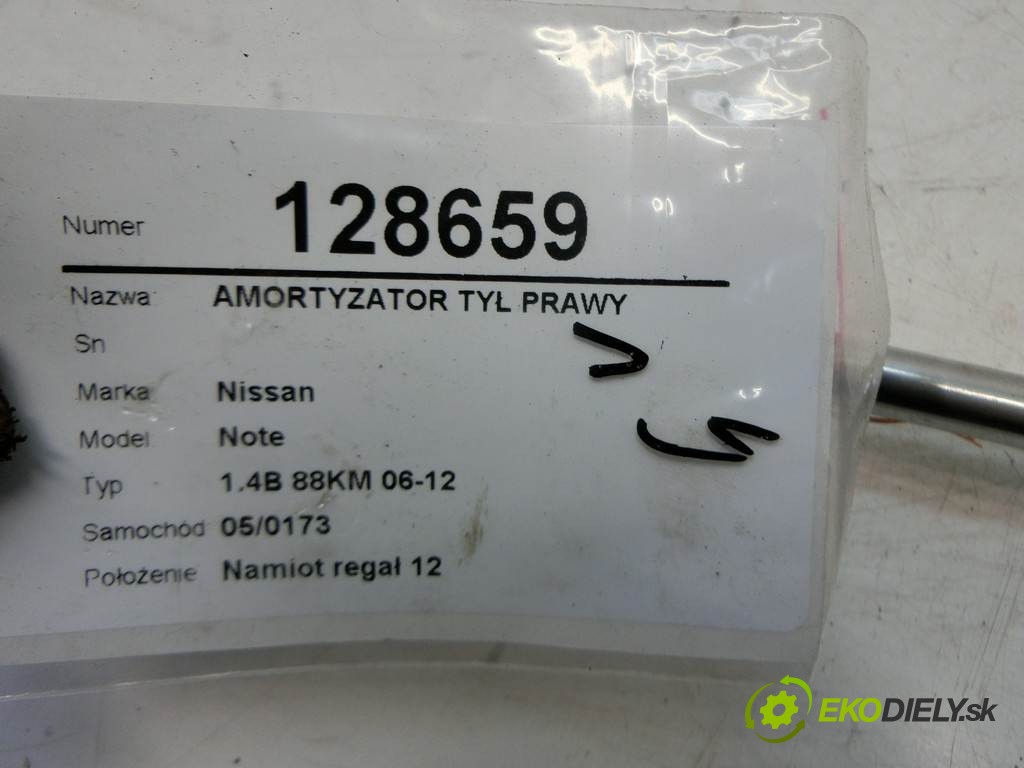 Numer 128659
Nazwa AMORTYZATOR TYŁ PRAWY
Sn
Marka Nissan
Model Note
Typ 1.4B 88KM 06-12
Samochód 05/0173
Położenie Namiot regał 12
EKODIELY.sk